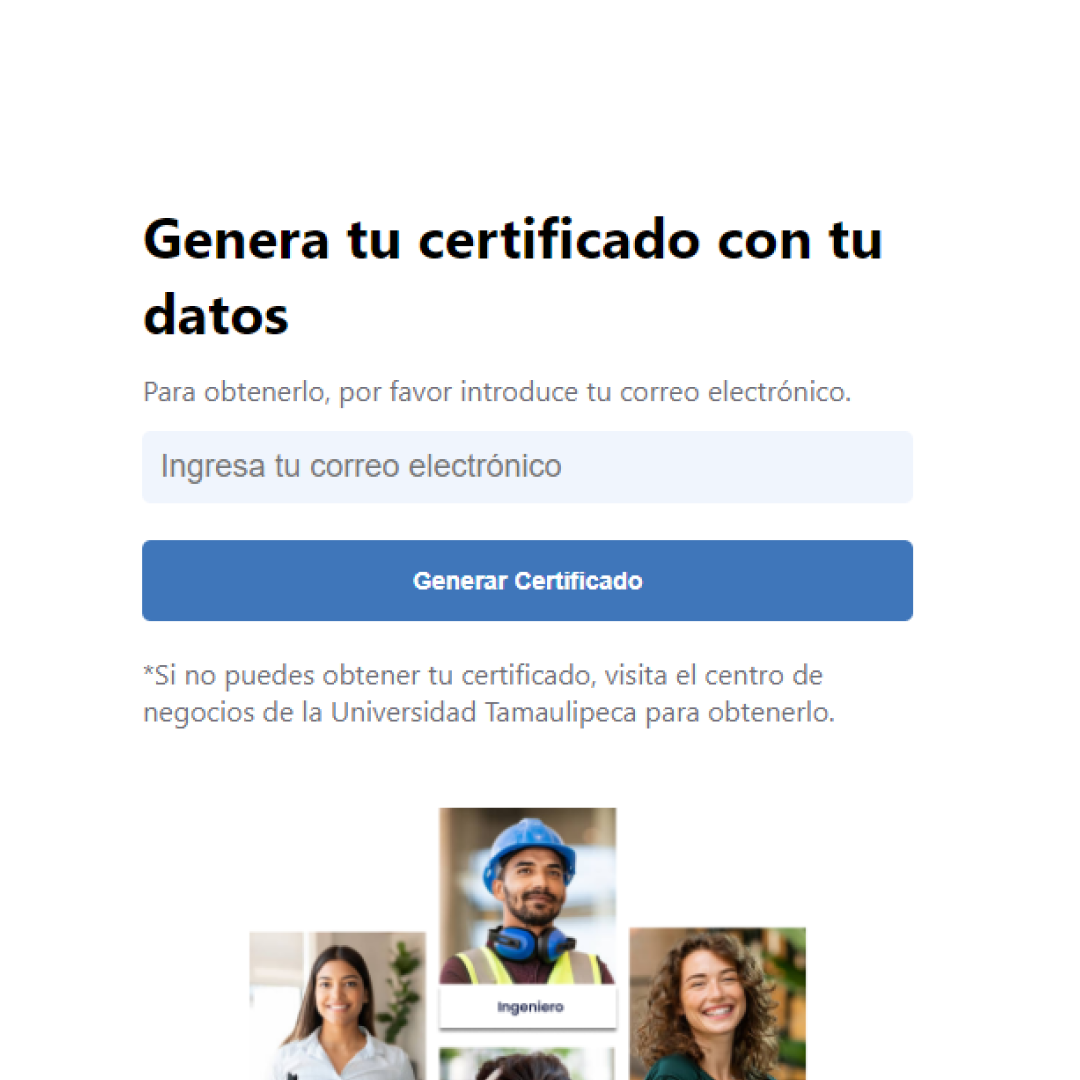 Genera tu certificado con tu
datos
Para obtenerlo, por favor introduce tu correo electrónico.
Ingresa tu correo electrónico
Generar Certificado
*Si no puedes obtener tu certificado, visita el centro de
negocios de la Universidad Tamaulipeca para obtenerlo.
Ingeniero